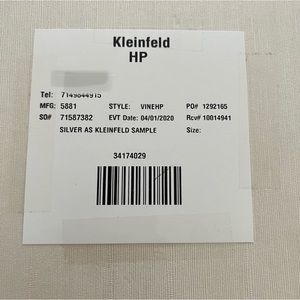 Kleinfeld
HP
Tel: 7149844915
MFG: 5881 STYLE: VINEHP PO# 1292165
SO# 71587382 EVT Date: 04/01/2020 Rcv# 10014941
SILVER AS KLEINFELD SAMPLE Size:
34174029